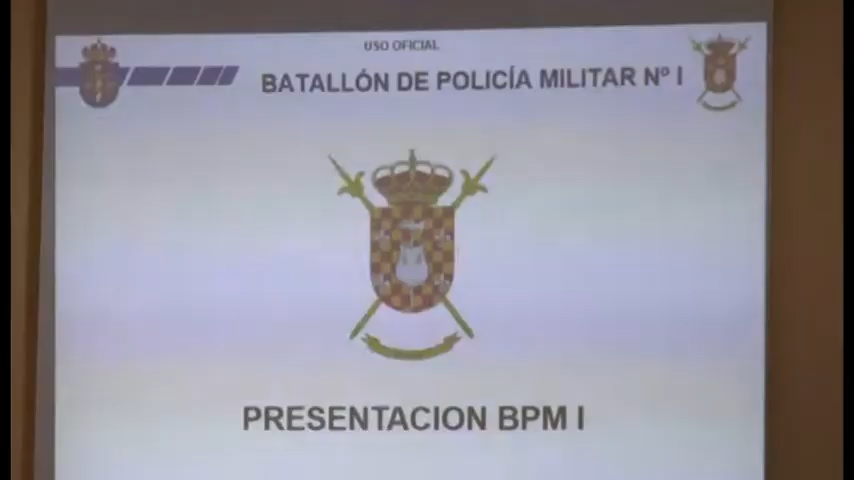 USO OFICIAL
BATALLÓN DE POLICÍA MILITAR Nº I
PRESENTACION BPM I